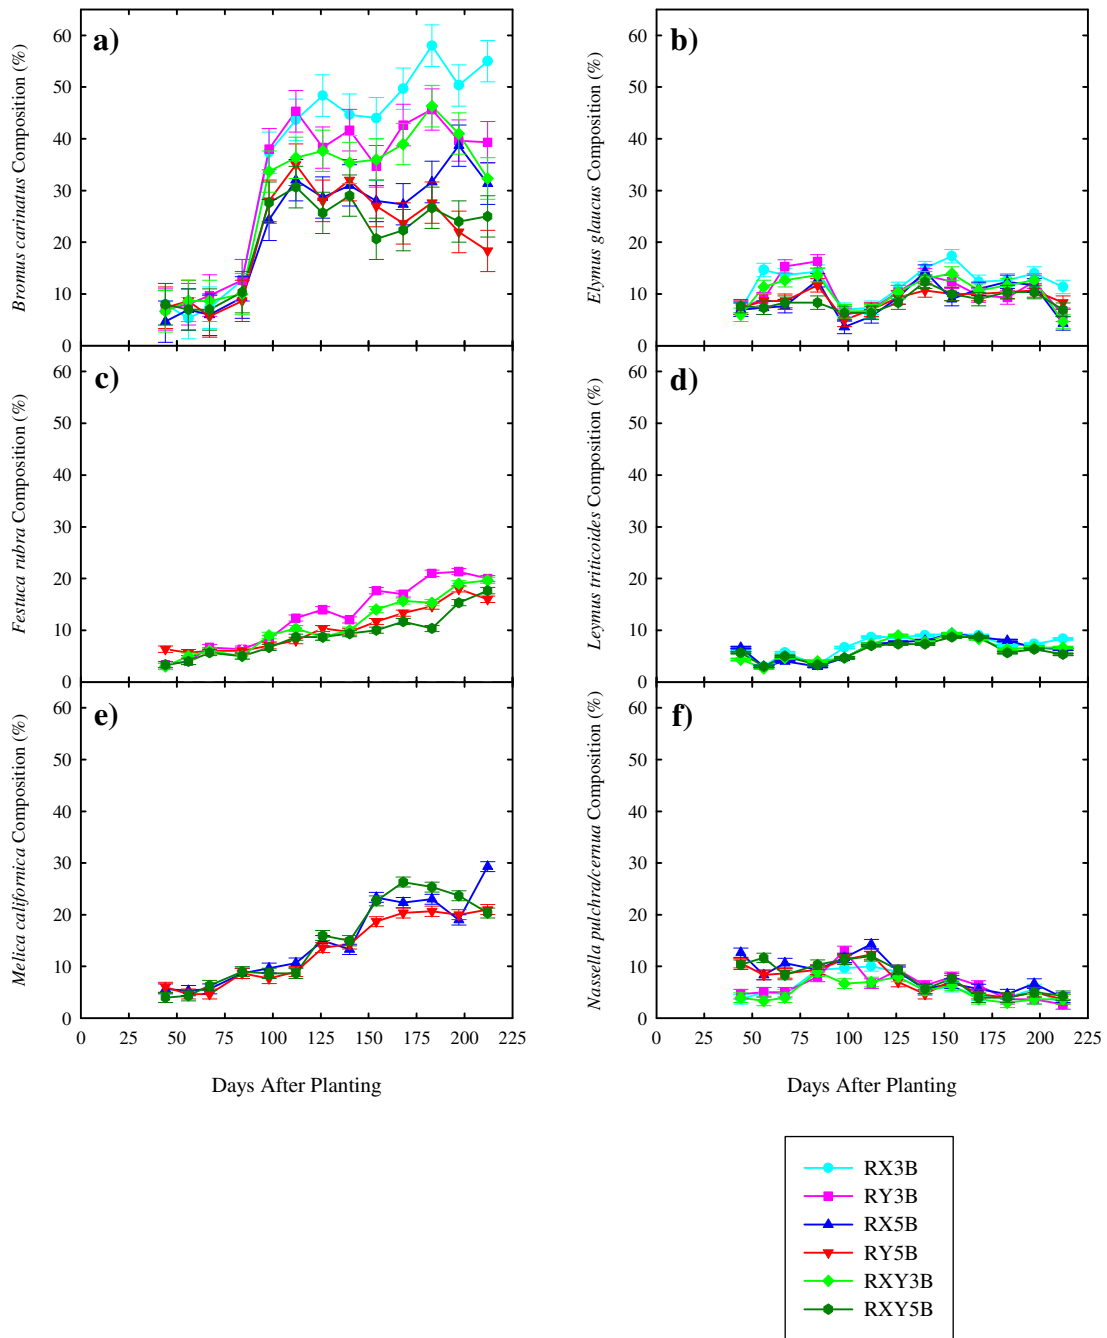 a)
b)
Bromus carinatus Composition (%)
60
50
40
30
20
10
0
Elymus glaucus Composition (%)
60
50
40
30
20
10
0
c)
d)
Festuca rubra Composition (%)
60
50
40
30
20
10
0
Leymus triticoides Composition (%)
60
50
40
30
20
10
0
e)
f)
Melica californica Composition (%)
60
50
40
30
20
10
0
Nassella pulchra/cernua Composition (%)
60
50
40
30
20
10
0
0 25 50 75 100 125 150 175 200 225
0 25 50 75 100 125 150 175 200 225
Days After Planting
Days After Planting
RX3B
RY3B
RX5B
RY5B
RXY3B
RXY5B